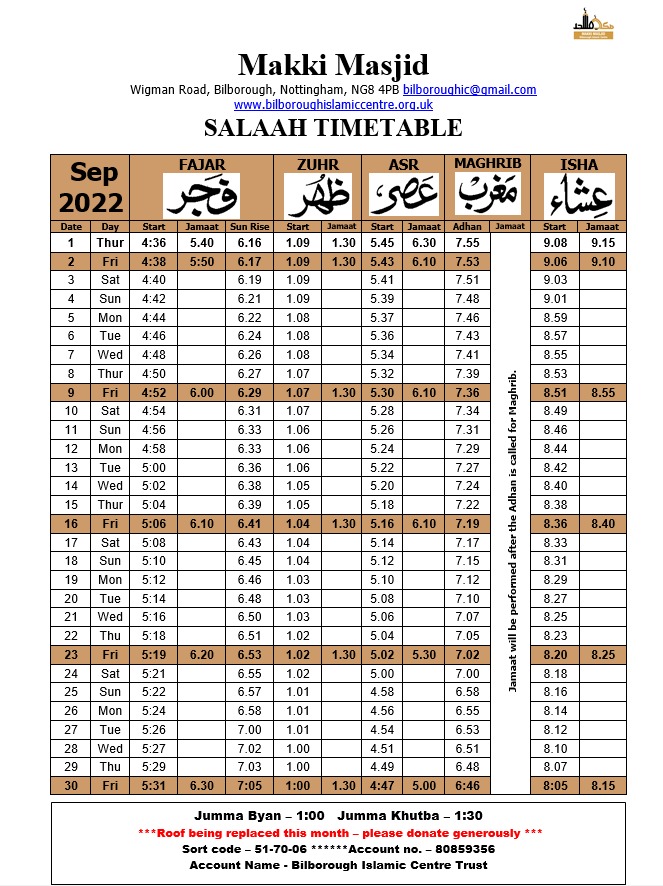 Makki Masjid
Wigman Road, Bilborough, Nottingham, NG8 4PB bilboroughic@gmail.com
www.bilboroughislamiccentre.org.uk
SALAAH TIMETABLE
Sep 2022 FAJAR ZUHR ASR MAGHRIB ISHA
فجر ظهر عصر مغرب عشاء
Date Day Start Jamaat Sun Rise Start Jamaat Start Jamaat Adhan Jamaat Start Jamaat
1 Thur 4:36 5.40 6.16 1.09 1.30 5.45 6.30 7.55 9.08 9.15
2 Fri 4:38 5:50 6.17 1.09 1.30 5.43 6.10 7.53 9.06 9.10
3 Sat 4:40 6.19 1.09 5.41 7.51 9.03
4 Sun 4:42 6.21 1.09 5.39 7.48 9.01
5 Mon 4:44 6.22 1.08 5.37 7.46 8.59
6 Tue 4:46 6.24 1.08 5.36 7.43 8.57
7 Wed 4:48 6.26 1.08 5.34 7.41 8.55
8 Thu 4:50 6.27 1.07 5.32 7.39 8.53
9 Fri 4:52 6.00 6.29 1.07 1.30 5.30 6.10 7.36 8.51 8.55
10 Sat 4:54 6.31 1.07 5.28 7.34 8.49
11 Sun 4:56 6.33 1.06 5.26 7.31 8.46
12 Mon 4:58 6.33 1.06 5.24 7.29 8.44
13 Tue 5:00 6.36 1.06 5.22 7.27 8.42
14 Wed 5:02 6.38 1.05 5.20 7.24 8.40
15 Thur 5:04 6.39 1.05 5.18 7.22 8.38
16 Fri 5:06 6.10 6.41 1.04 1.30 5.16 6.10 7.19 8.36 8.40
17 Sat 5:08 6.43 1.04 5.14 7.17 8.33
18 Sun 5:10 6.45 1.04 5.12 7.15 8.31
19 Mon 5:12 6.46 1.03 5.10 7.12 8.29
20 Tue 5:14 6.48 1.03 5.08 7.10 8.27
21 Wed 5:16 6.50 1.03 5.06 7.07 8.25
22 Thu 5:18 6.51 1.02 5.04 7.05 8.23
23 Fri 5:19 6.20 6.53 1.02 1.30 5.02 5.30 7.02 8.20 8.25
24 Sat 5:21 6.55 1.02 5.00 7.00 8.18
25 Sun 5:22 6.57 1.01 4.58 6.58 8.16
26 Mon 5:24 6.58 1.01 4.56 6.55 8.14
27 Tue 5:26 7.00 1.01 4.54 6.53 8.12
28 Wed 5:27 7.02 1.00 4.51 6.51 8.10
29 Thu 5:29 7.03 1.00 4.49 6.48 8.07
30 Fri 5:31 6.30 7:05 1:00 1.30 4:47 5.00 6:46 8:05 8.15
Jamaat will be performed after the Adhan is called for Maghrib.
Jumma Byan – 1:00 Jumma Khutba – 1:30
***Roof being replaced this month – please donate generously ***
Sort code – 51-70-06 ******Account no. – 80859356
Account Name - Bilborough Islamic Centre Trust